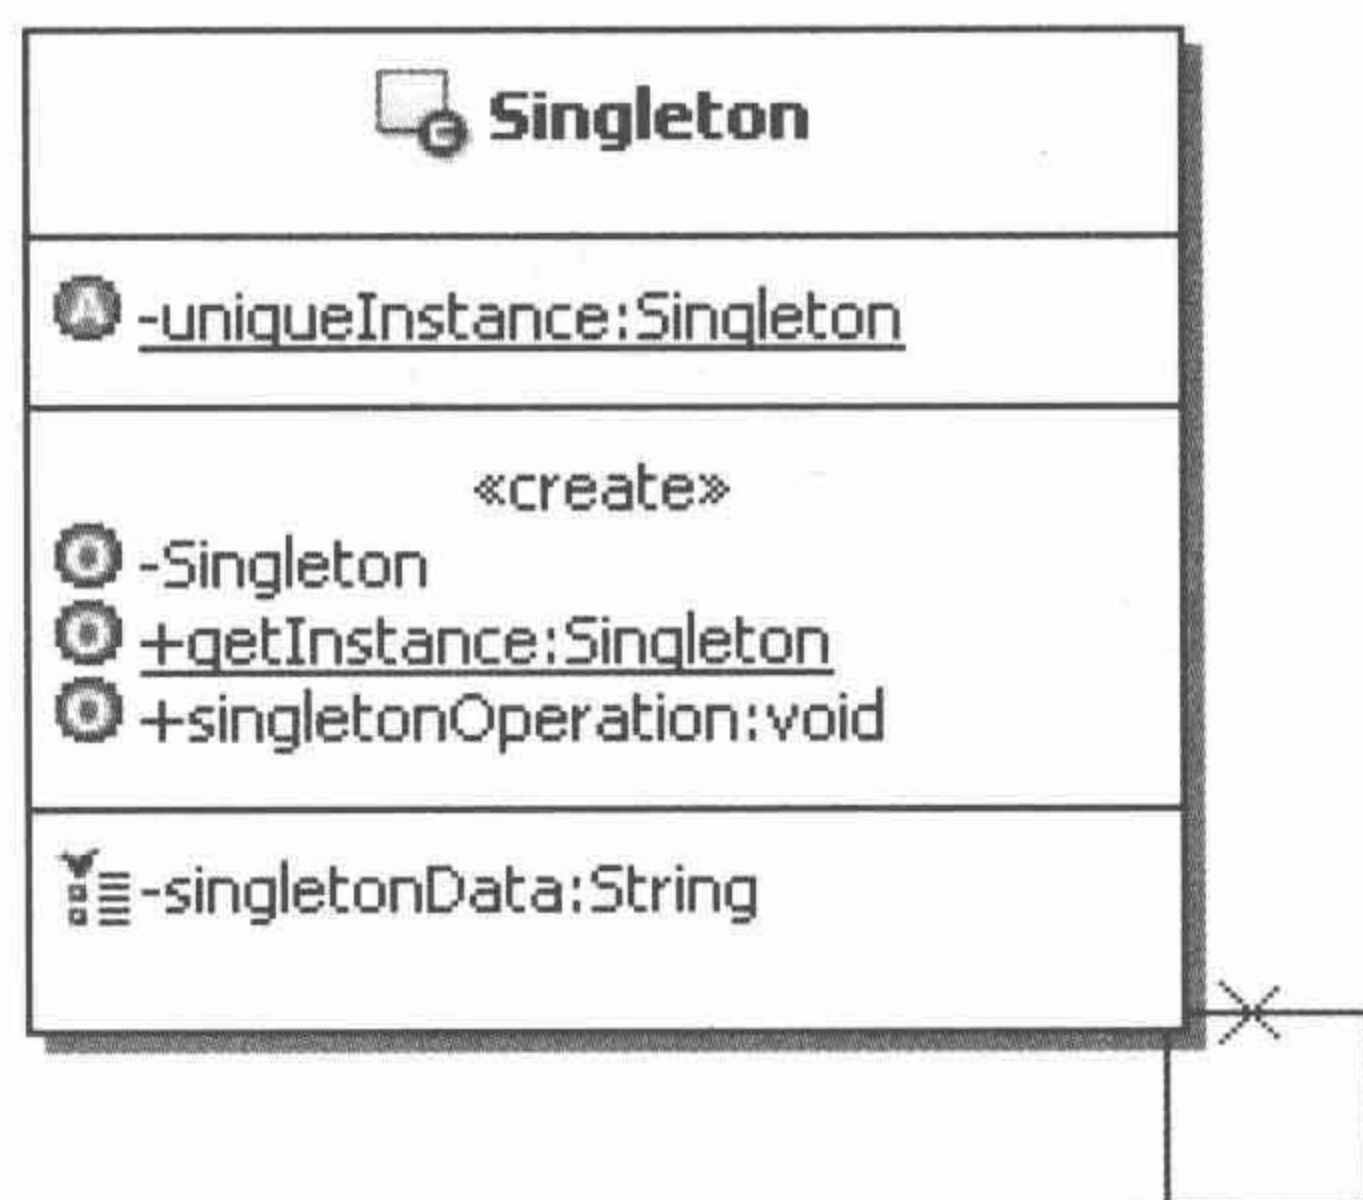 Singleton
-uniqueInstance:Singleton
«create»
-Singleton
+getInstance:Singleton
+singletonOperation:void
-singletonData:String